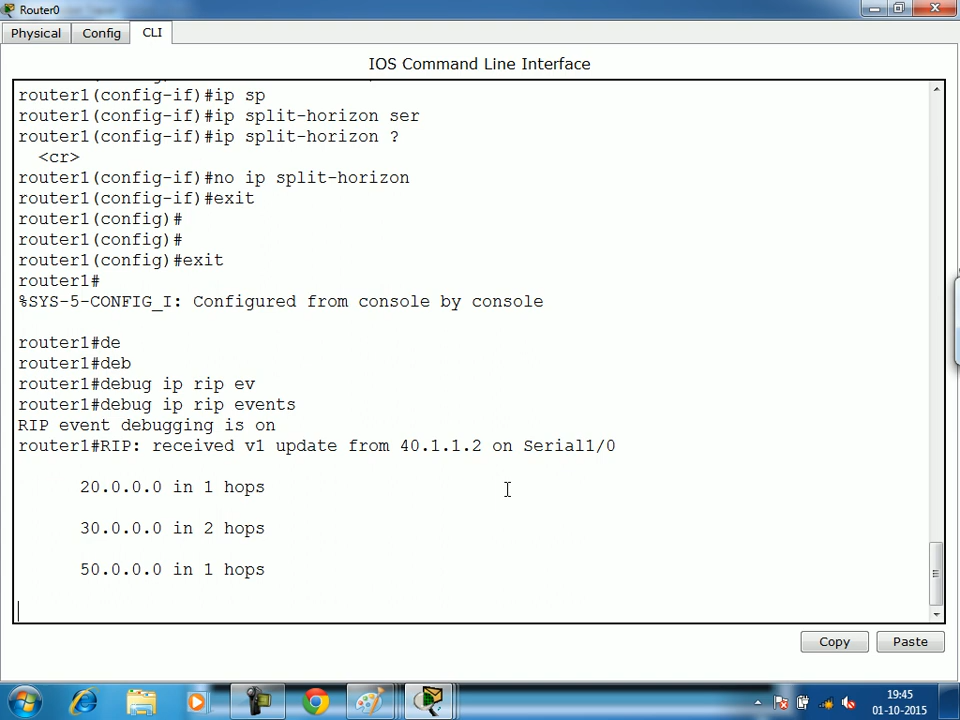 Router0
Physical Config CLI
IOS Command Line Interface
router1(config-if)#ip sp
router1(config-if)#ip split-horizon ser
router1(config-if)#ip split-horizon ?
<cr>
router1(config-if)#no ip split-horizon
router1(config-if)#exit
router1(config)#
router1(config)#
router1(config)#exit
router1#
%SYS-5-CONFIG_I: Configured from console by console
router1#de
router1#deb
router1#debug ip rip ev
router1#debug ip rip events
RIP event debugging is on
router1#RIP: received v1 update from 40.1.1.2 on Serial1/0
20.0.0.0 in 1 hops
30.0.0.0 in 2 hops
50.0.0.0 in 1 hops
Copy Paste
19:45
01-10-2015